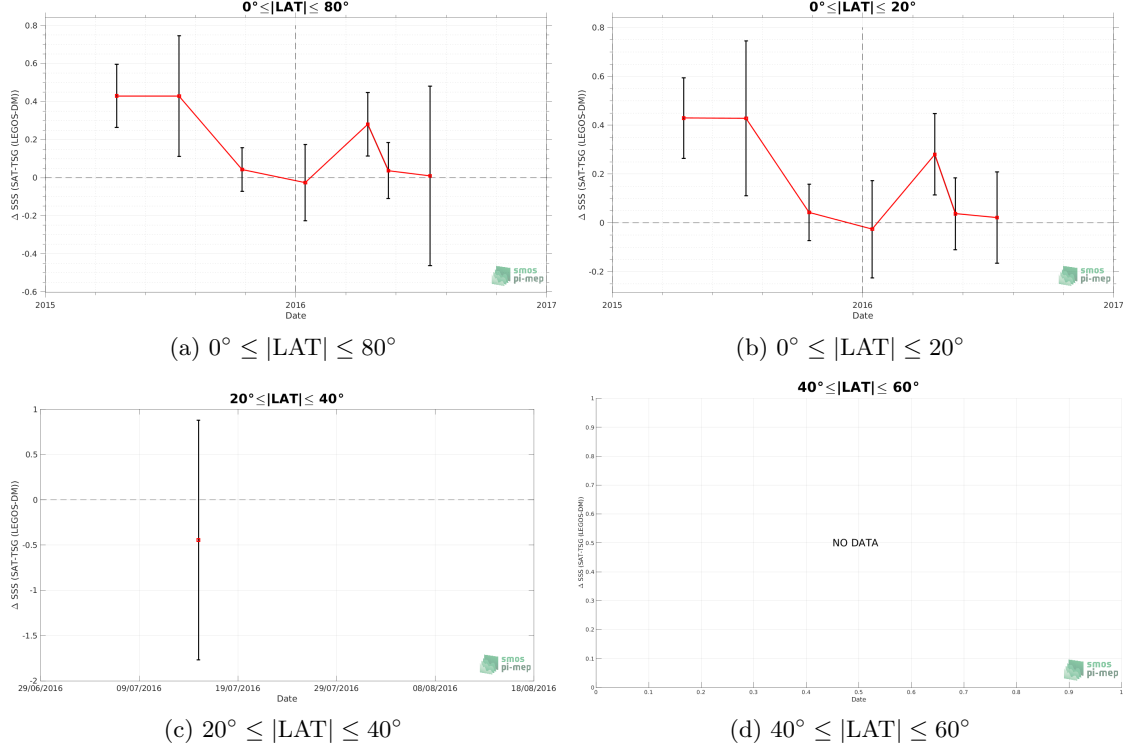 0°≤|LAT|≤ 80°
0.8
0.6
0.4
0.2
0
-0.2
-0.4
-0.6
Δ SSS (SAT-TSG (LEGOS-DM))
2015
2016
2017
Date
smos
pi-mep
(a) 0° ≤ |LAT| ≤ 80°
0°≤|LAT|≤ 20°
0.8
0.6
0.4
0.2
0
-0.2
Δ SSS (SAT-TSG (LEGOS-DM))
2015
2016
2017
Date
smos
pi-mep
(b) 0° ≤ |LAT| ≤ 20°
20°≤|LAT|≤ 40°
1
0.5
0
-0.5
-1
-1.5
-2
Δ SSS (SAT-TSG (LEGOS-DM))
29/06/2016 09/07/2016 19/07/2016 29/07/2016 08/08/2016 18/08/2016
Date
smos
pi-mep
(c) 20° ≤ |LAT| ≤ 40°
40°≤|LAT|≤ 60°
1
0.9
0.8
0.7
0.6
0.5
0.4
0.3
0.2
0.1
0
Δ SSS (SAT-TSG (LEGOS-DM))
NO DATA
0 0.1 0.2 0.3 0.4 0.5 0.6 0.7 0.8 0.9 1
Date
smos
pi-mep
(d) 40° ≤ |LAT| ≤ 60°